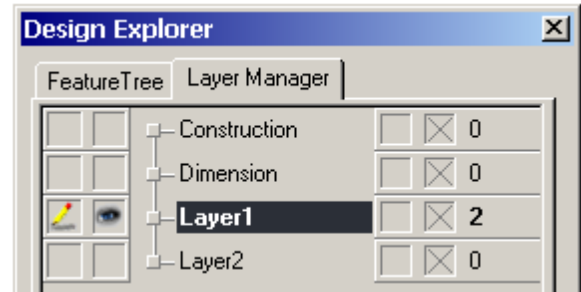 Design Explorer
FeatureTree Layer Manager
Construction 0
Dimension 0
Layer1 2
Layer2 0